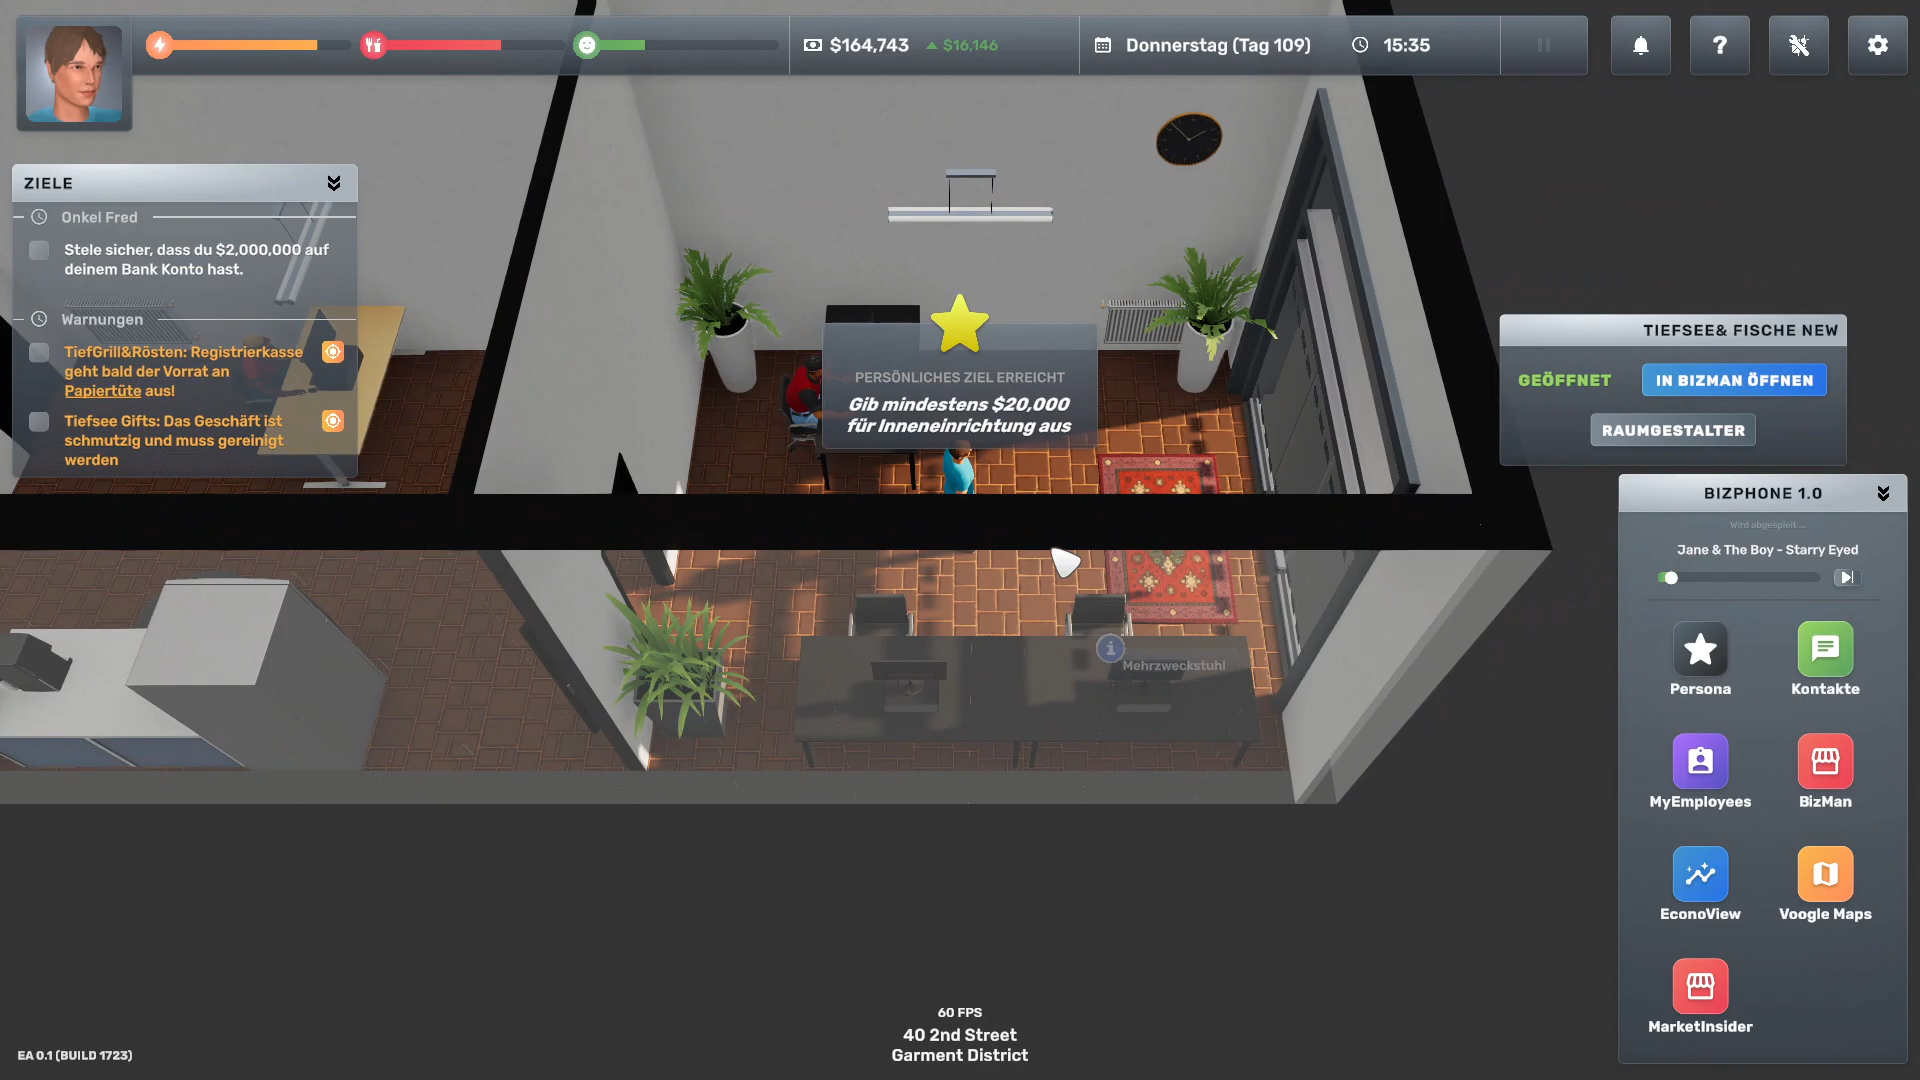 $164,743
$16,146
Donnerstag (Tag 109)
15:35
?
ZIELE
Onkel Fred
Stele sicher, dass du $2,000,000 auf
deinem Bank Konto hast.
Warnungen
TiefGrill&Rösten: Registrierkasse
geht bald der Vorrat an
Papiertüte aus!
Tiefsee Gifts: Das Geschäft ist
schmutzig und muss gereinigt
werden
PERSÖNLICHES ZIEL ERREICHT
Gib mindestens $20,000
für Inneneinrichtung aus
TIEFSEE& FISCHE NEW
GEÖFFNET
IN BIZMAN ÖFFNEN
RAUMGESTALTER
BIZPHONE 1.0
Wird abgespielt ...
Jane & The Boy - Starry Eyed
i
Mehrzweckstuhl
Persona
Kontakte
MyEmployees
BizMan
EconoView
Voogle Maps
MarketInsider
60 FPS
40 2nd Street
Garment District
EA 0.1 (BUILD 1723)